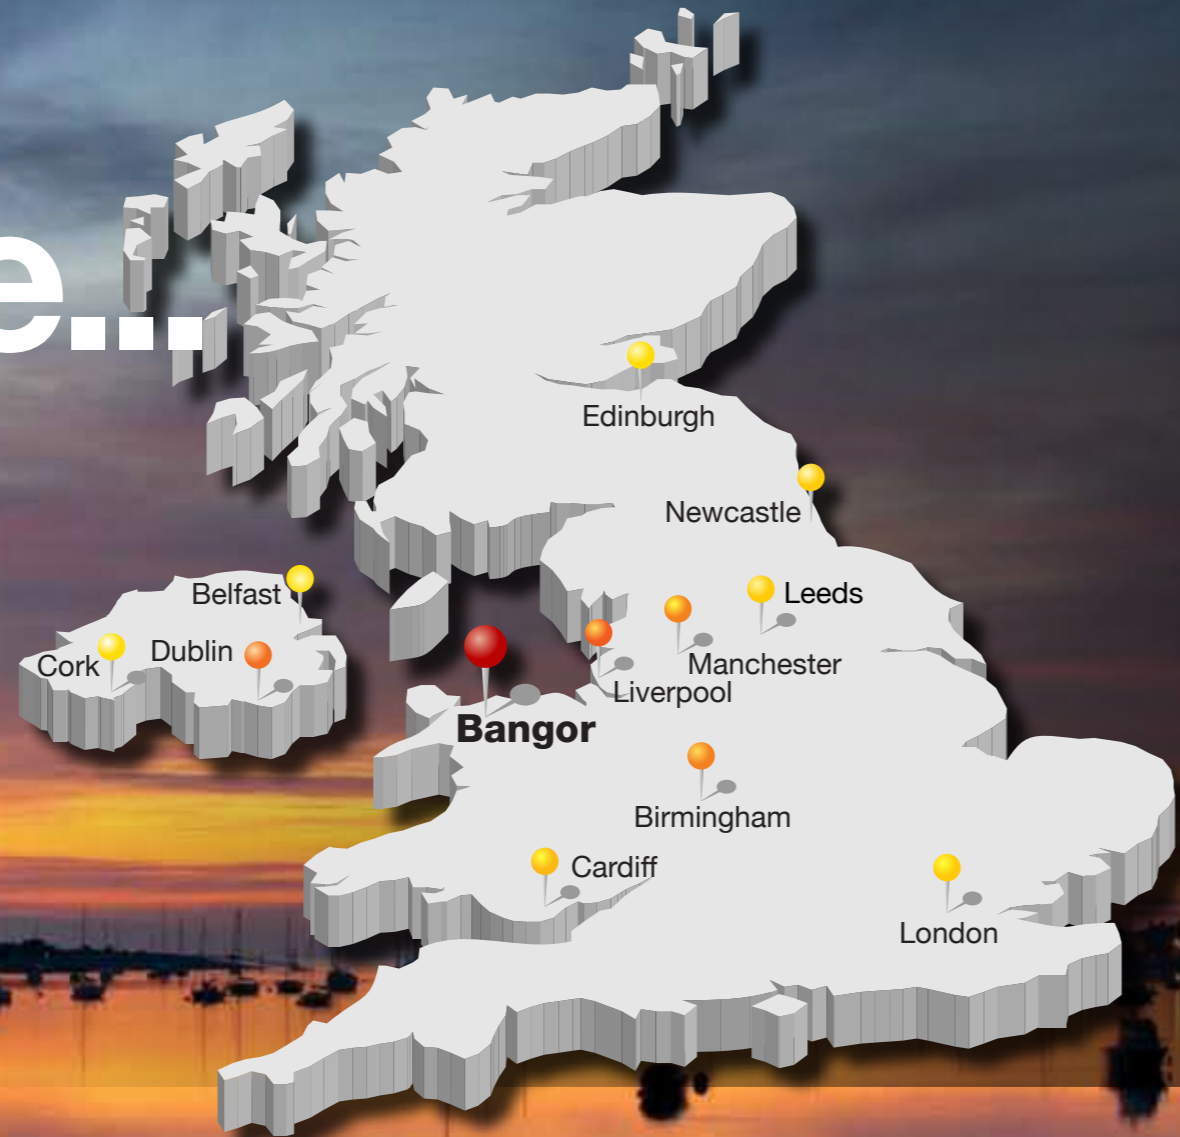 e...
Edinburgh
Newcastle
Belfast
Leeds
Cork
Dublin
Manchester
Liverpool
Bangor
Birmingham
Cardiff
London